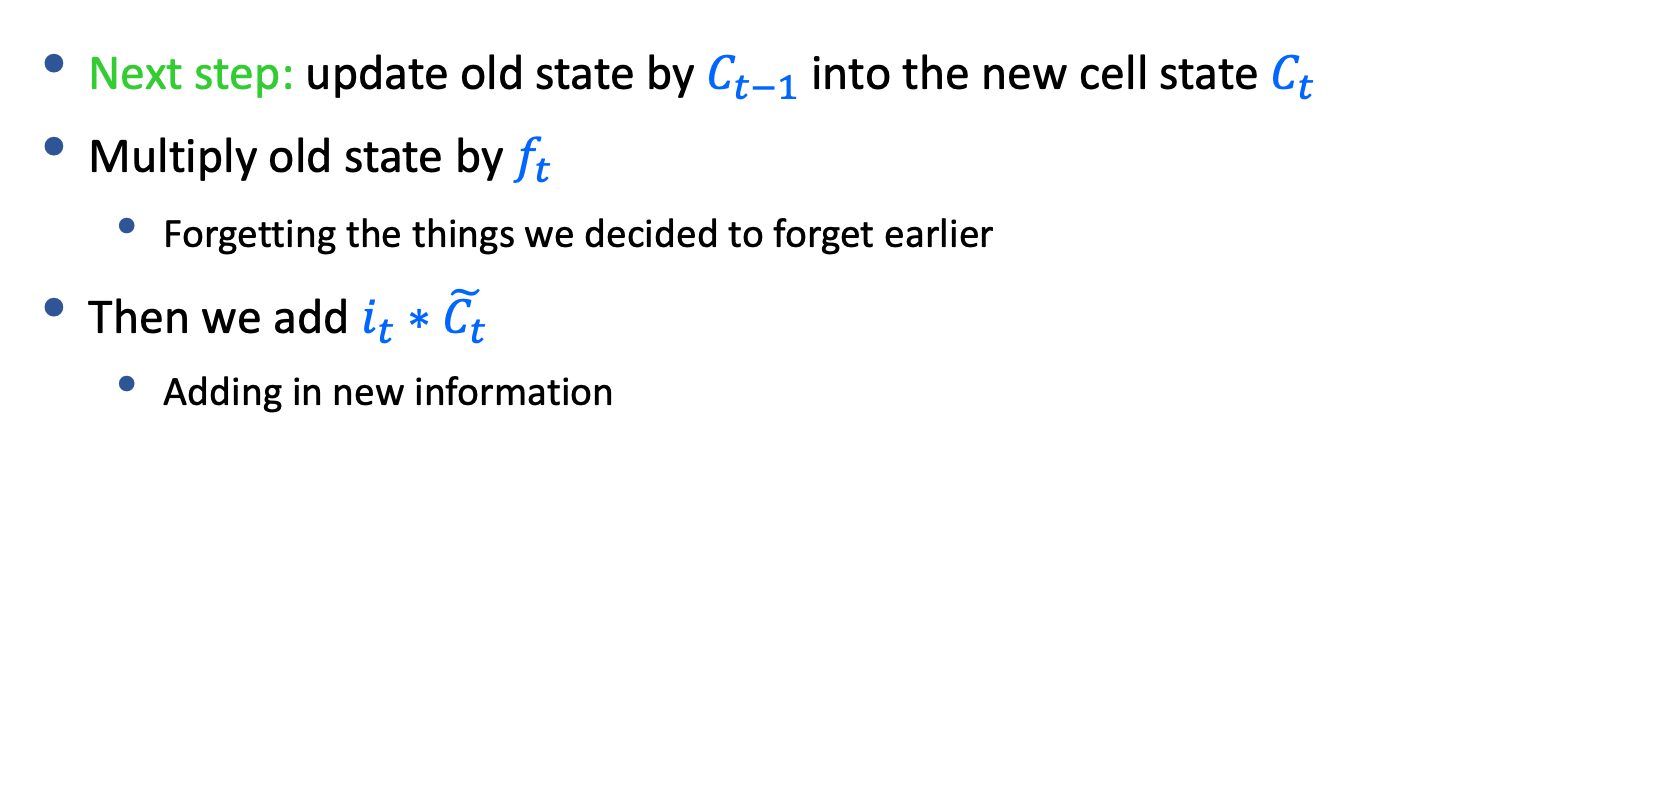 • Next step: update old state by C_{t−1} into the new cell state C_t
• Multiply old state by f_t
• Forgetting the things we decided to forget earlier
• Then we add i_t * C̃_t
• Adding in new information